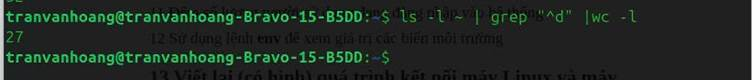 tranvanhoang@tranvanhoang-Bravo-15-B5DD:~$ ls -l ~ | grep "^d" |wc -l
27
12 Sử dụng lệnh env để xem giá trị các biến môi trường
tranvanhoang@tranvanhoang-Bravo-15-B5DD:~$
13 Viết lại (có hình) quá trình kết nối máy Linux và máy